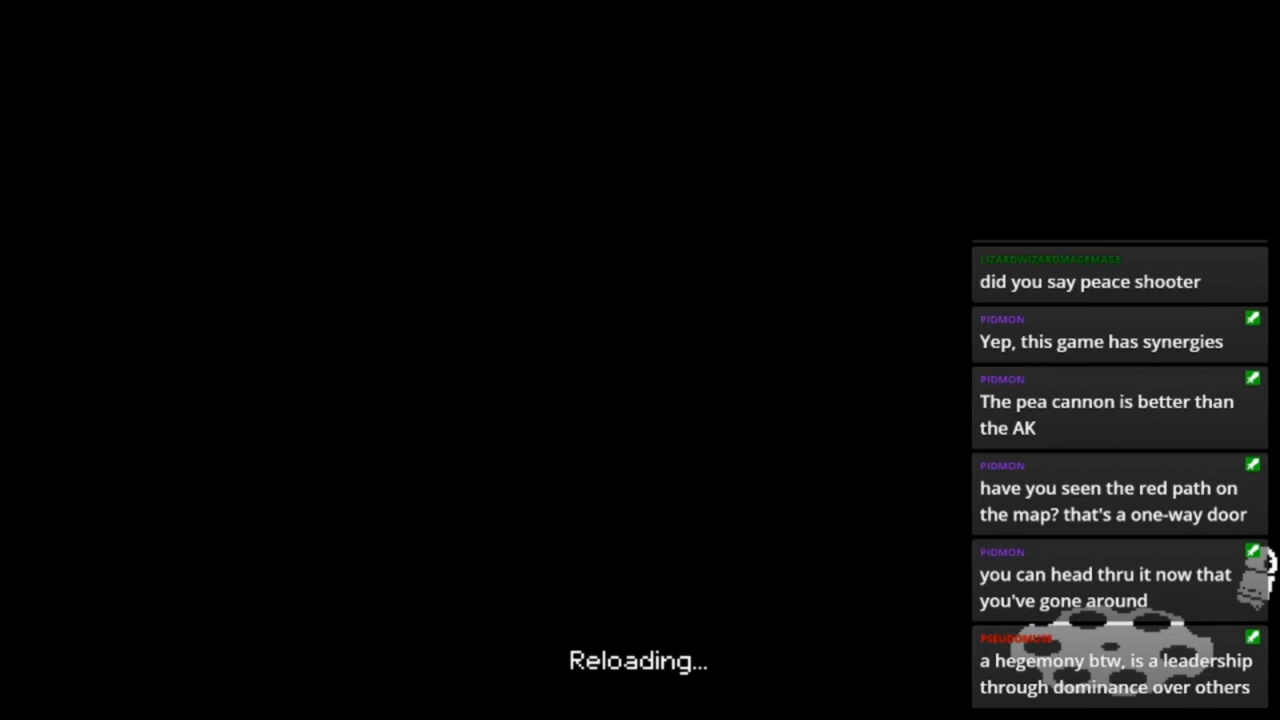 LIZARDWIZARDMAGEMAGE
did you say peace shooter
PIDMON
Yep, this game has synergies
PIDMON
The pea cannon is better than
the AK
PIDMON
have you seen the red path on
the map? that's a one-way door
PIDMON
you can head thru it now that
you've gone around
PSEUDOMUSE
a hegemony btw, is a leadership
through dominance over others
Reloading...